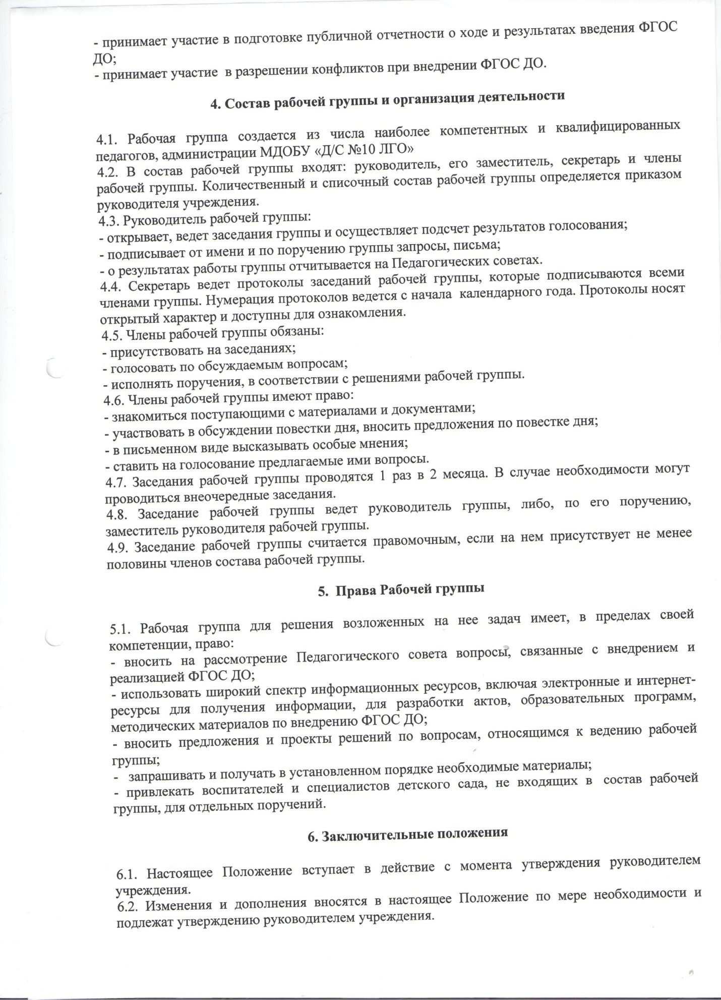 - принимает участие в подготовке публичной отчетности о ходе и результатах введения ФГОС
ДО;
- принимает участие  в разрешении конфликтов при внедрении ФГОС ДО.
4. Состав рабочей группы и организация деятельности
4.1. Рабочая группа создается из числа наиболее компетентных и квалифицированных
педагогов, администрации МДОБУ «Д/С №10 ЛГО»
4.2. В состав рабочей группы входят: руководитель, его заместитель, секретарь и члены
рабочей группы. Количественный и списочный состав рабочей группы определяется приказом
руководителя учреждения.
4.3. Руководитель рабочей группы:
- открывает, ведет заседания группы и осуществляет подсчет результатов голосования;
- подписывает от имени и по поручению группы запросы, письма;
- о результатах работы группы отчитывается на Педагогических советах.
4.4. Секретарь ведет протоколы заседаний рабочей группы, которые подписываются всеми
членами группы. Нумерация протоколов ведется с начала  календарного года. Протоколы носят
открытый характер и доступны для ознакомления.
4.5. Члены рабочей группы обязаны:
- присутствовать на заседаниях;
- голосовать по обсуждаемым вопросам;
- исполнять поручения, в соответствии с решениями рабочей группы.
4.6. Члены рабочей группы имеют право:
- знакомиться поступающими с материалами и документами;
- участвовать в обсуждении повестки дня, вносить предложения по повестке дня;
- в письменном виде высказывать особые мнения;
- ставить на голосование предлагаемые ими вопросы.
4.7. Заседания рабочей группы проводятся 1 раз в 2 месяца. В случае необходимости могут
проводиться внеочередные заседания.
4.8. Заседание рабочей группы ведет руководитель группы, либо, по его поручению,
заместитель руководителя рабочей группы.
4.9. Заседание рабочей группы считается правомочным, если на нем присутствует не менее
половины членов состава рабочей группы.
5.  Права Рабочей группы
5.1. Рабочая группа для решения возложенных на нее задач имеет, в пределах своей
компетенции, право:
- вносить на рассмотрение Педагогического совета вопросы, связанные с внедрением и
реализацией ФГОС ДО;
- использовать широкий спектр информационных ресурсов, включая электронные и интернет-
ресурсы для получения информации, для разработки актов, образовательных программ,
методических материалов по внедрению ФГОС ДО;
- вносить предложения и проекты решений по вопросам, относящимся к ведению рабочей
группы;
-  запрашивать и получать в установленном порядке необходимые материалы;
- привлекать воспитателей и специалистов детского сада, не входящих в состав рабочей
группы, для отдельных поручений.
6. Заключительные положения
6.1. Настоящее Положение вступает в действие с момента утверждения руководителем
учреждения.
6.2. Изменения и дополнения вносятся в настоящее Положение по мере необходимости и
подлежат утверждению руководителем учреждения.